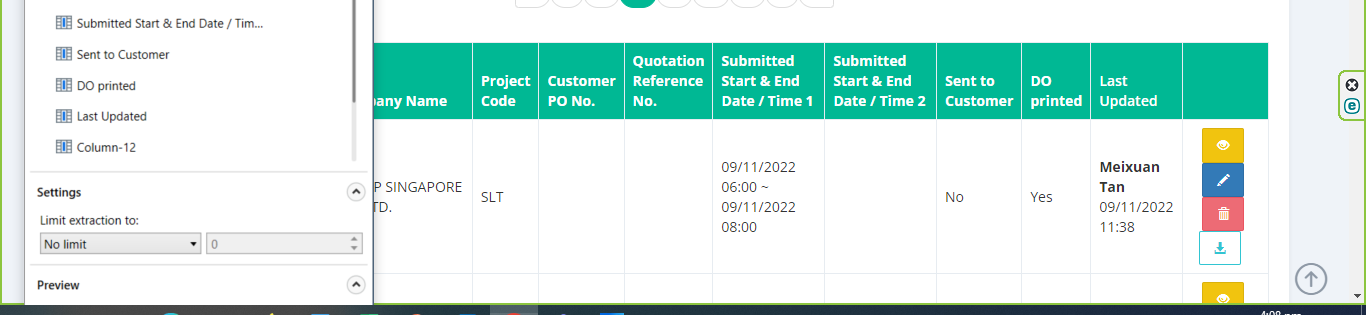 Submitted Start & End Date / Tim...
Sent to Customer
DO printed
Last Updated
Column-12
Settings
Limit extraction to:
No limit
0
Preview
any Name
Project
Code
Customer
PO No.
Quotation
Reference
No.
Submitted
Start & End
Date / Time 1
Submitted
Start & End
Date / Time 2
Sent to
Customer
DO
printed
Last
Updated
P SINGAPORE
TD.
SLT
09/11/2022
06:00 ~
09/11/2022
08:00
No
Yes
Meixuan
Tan
09/11/2022
11:38